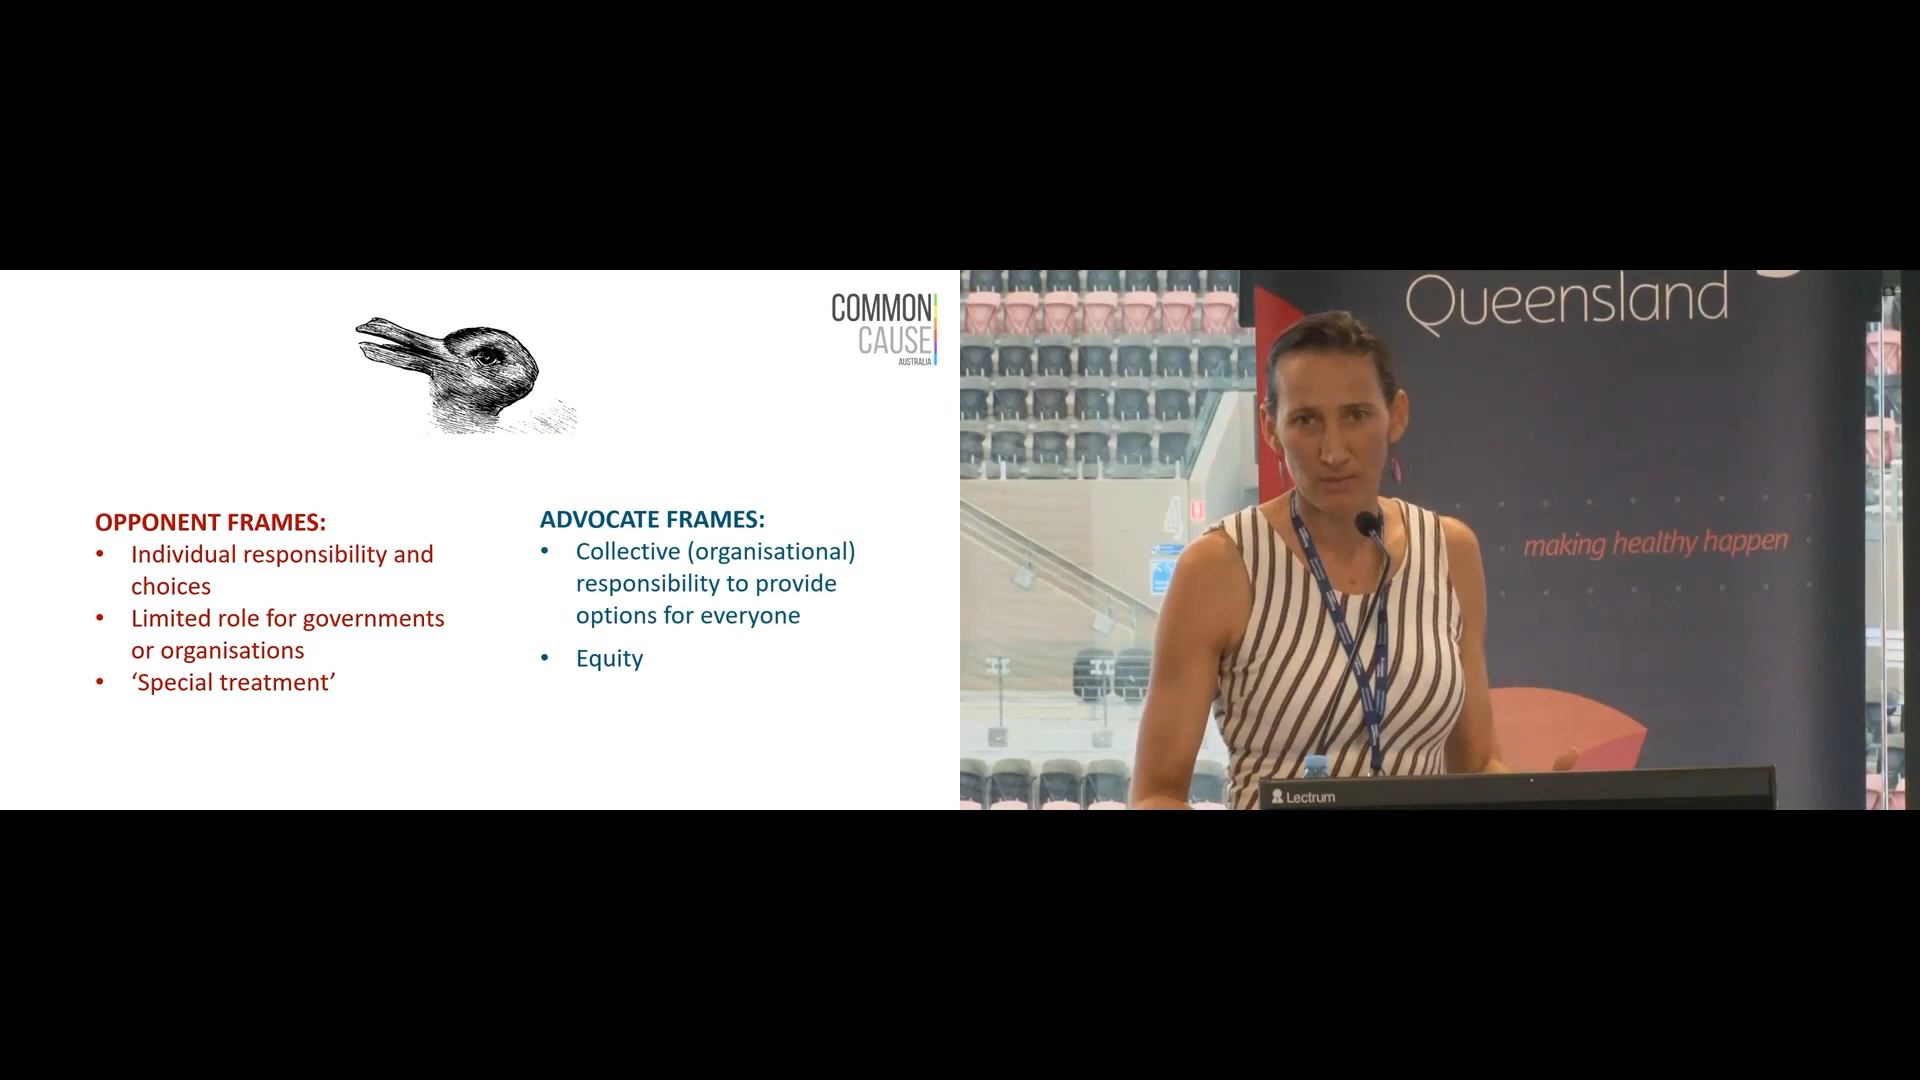 COMMON
CAUSE
AUSTRALIA
OPPONENT FRAMES:
• Individual responsibility and
choices
• Limited role for governments
or organisations
• ‘Special treatment’
ADVOCATE FRAMES:
• Collective (organisational)
responsibility to provide
options for everyone
• Equity
Queensland
making healthy happen
4
Lectrum